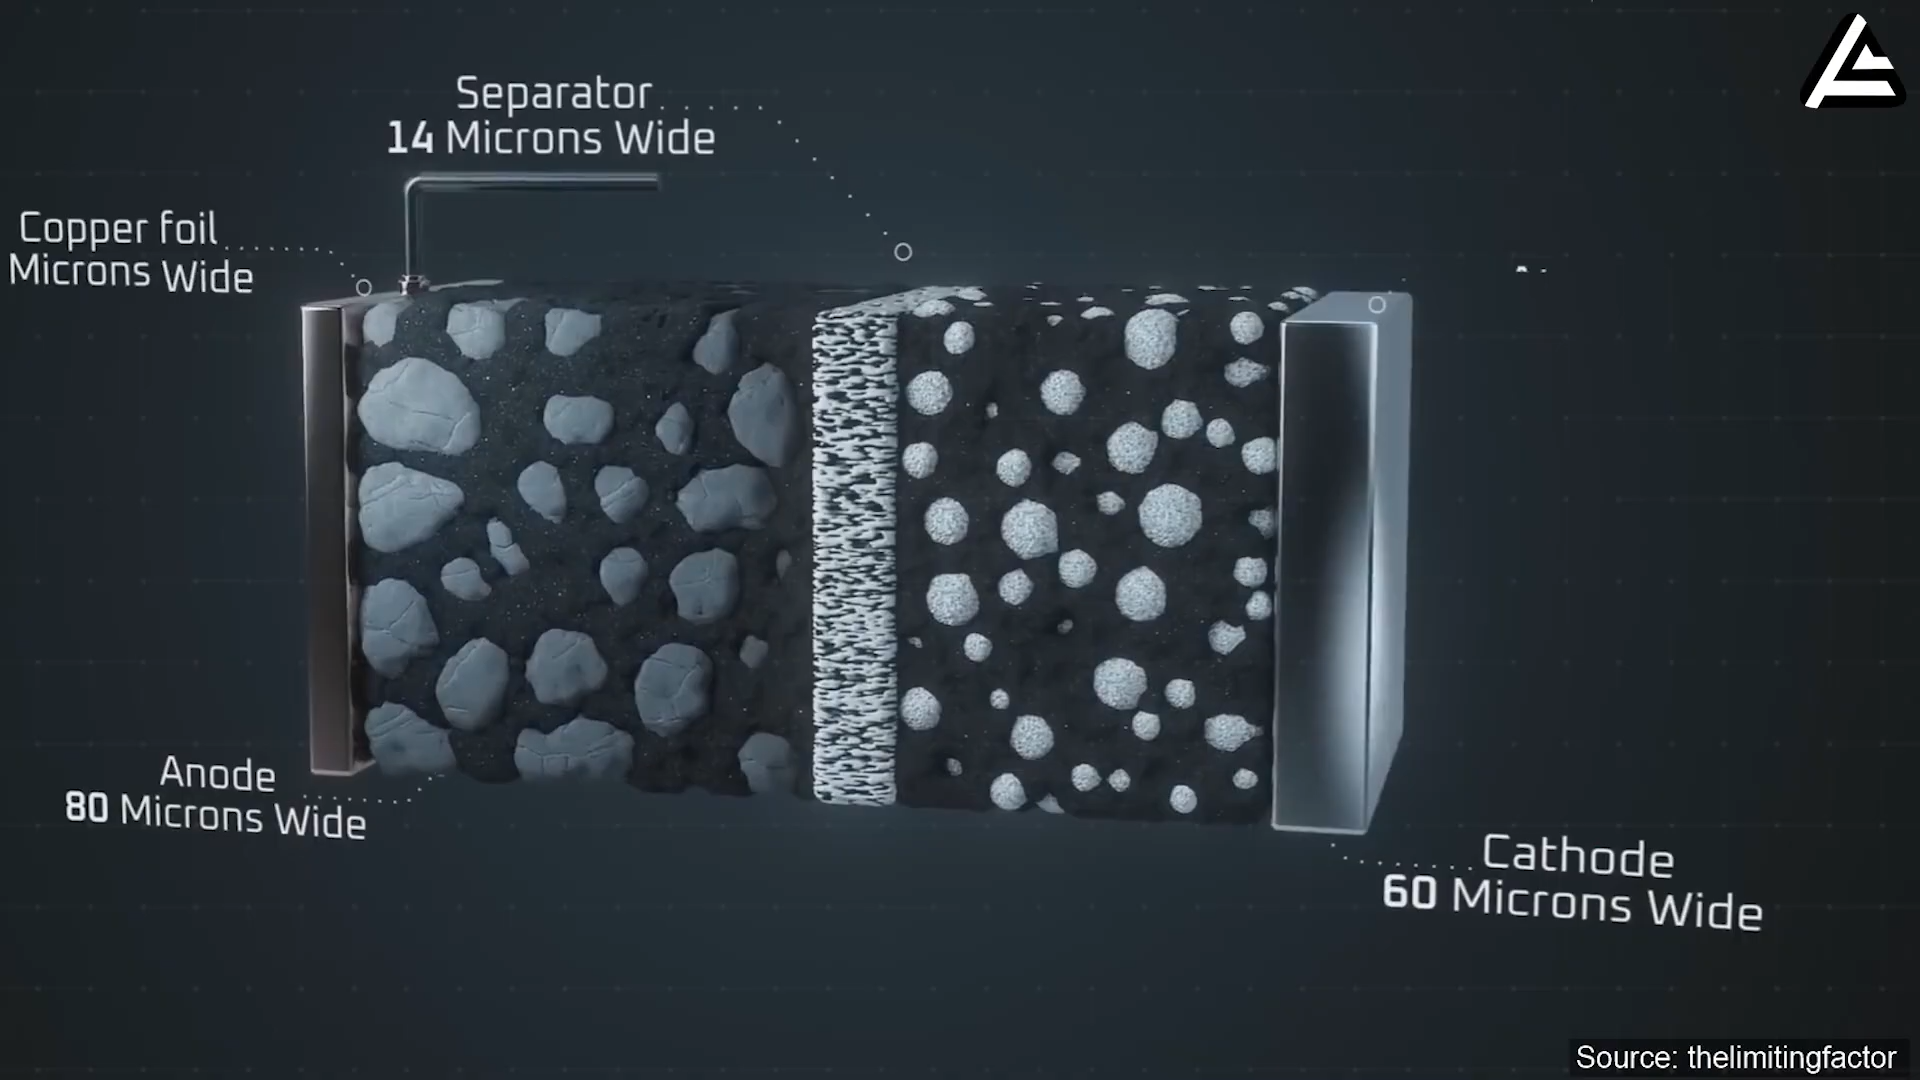 Separator
14 Microns Wide
Copper foil
Microns Wide
Anode
80 Microns Wide
Cathode
60 Microns Wide
Source: thelimitingfactor